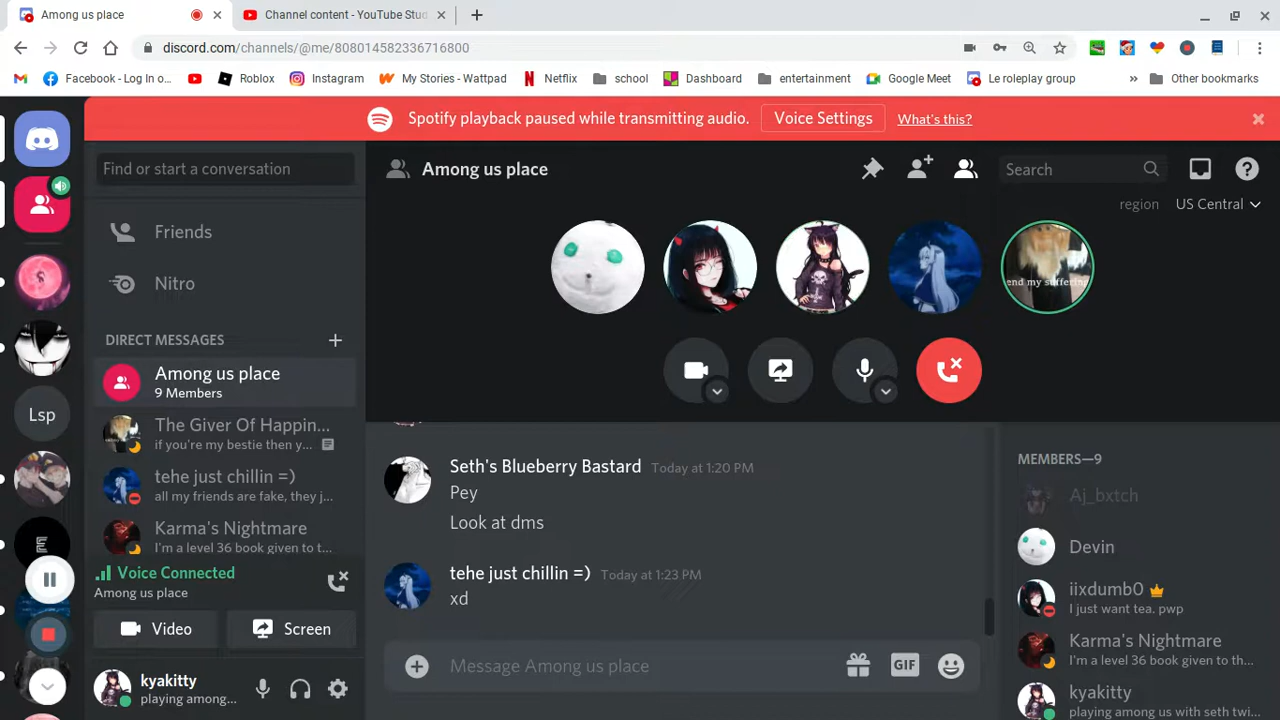 Among us place
Channel content - YouTube Stud
discord.com/channels/@me/808014582336716800
Facebook - Log In o...
Roblox
Instagram
My Stories - Wattpad
Netflix
school
Dashboard
entertainment
Google Meet
Le roleplay group
Other bookmarks
Spotify playback paused while transmitting audio.
Voice Settings
What's this?
Find or start a conversation
Among us place
Search
region
US Central
Friends
Nitro
end my suffering
DIRECT MESSAGES
Among us place
9 Members
The Giver Of Happin...
if you're my bestie then y...
tehe just chillin =)
all my friends are fake, they j...
Karma's Nightmare
I'm a level 36 book given to t...
Lsp
E
Voice Connected
Among us place
Video
Screen
kyakitty
playing among...
Seth's Blueberry Bastard
Today at 1:20 PM
Pey
Look at dms
tehe just chillin =)
Today at 1:23 PM
xd
Message Among us place
GIF
MEMBERS—9
Aj_bxtch
Devin
iixdumb0
I just want tea. pwp
Karma's Nightmare
I'm a level 36 book given to th...
kyakitty
playing among us with seth twi...